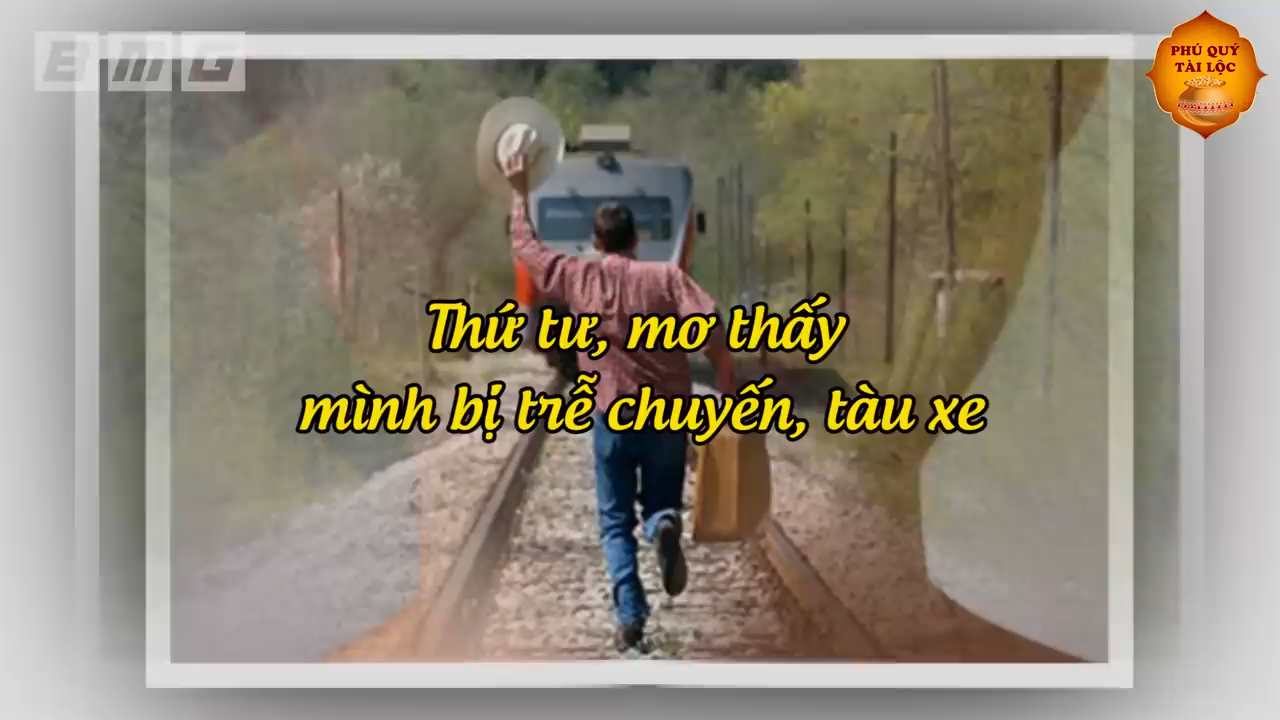 BMG
PHÚ QUÝ
TÀI LỘC
Thứ tư, mơ thấy
mình bị trễ chuyến, tàu xe